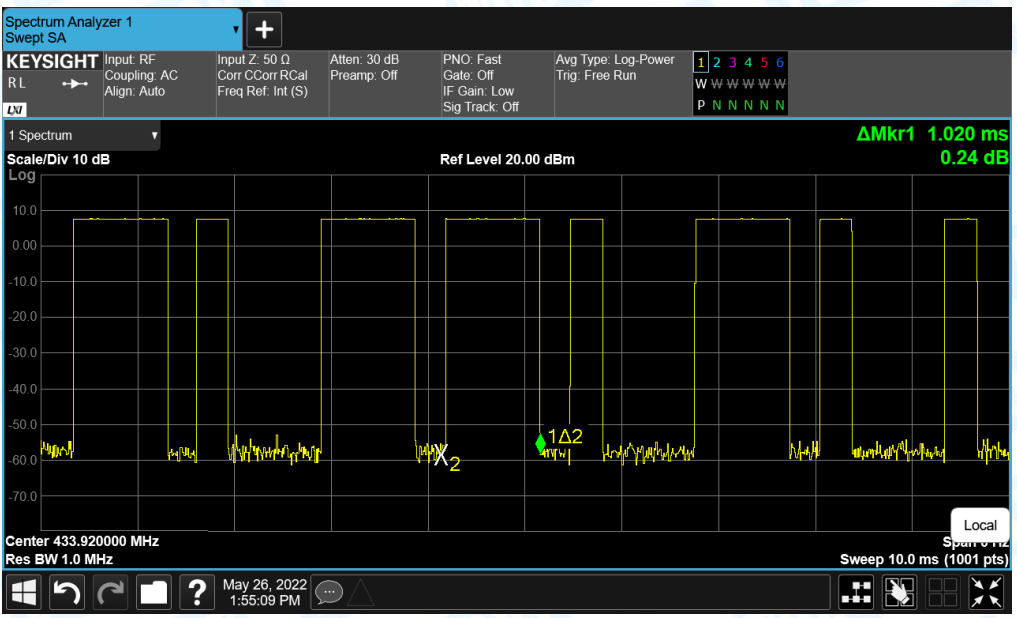 Spectrum Analyzer 1
Swept SA
+
KEYSIGHT Input: RF Input Z: 50 Ω Atten: 30 dB PNO: Fast Avg Type: Log-Power 1 2 3 4 5 6
R L Coupling: AC Corr CCorr RCal Preamp: Off Gate: Off Trig: Free Run W W W W W W
Align: Auto Freq Ref: Int (S) IF Gain: Low
LXI Sig Track: Off P N N N N N
1 Spectrum
ΔMkr1 1.020 ms
Scale/Div 10 dB Ref Level 20.00 dBm 0.24 dB
Log
10.0
0.00
-10.0
-20.0
-30.0
-40.0
-50.0
1Δ2
-60.0
X2
-70.0
Local
Center 433.920000 MHz Span 0 Hz
Res BW 1.0 MHz Sweep 10.0 ms (1001 pts)
? May 26, 2022
1:55:09 PM